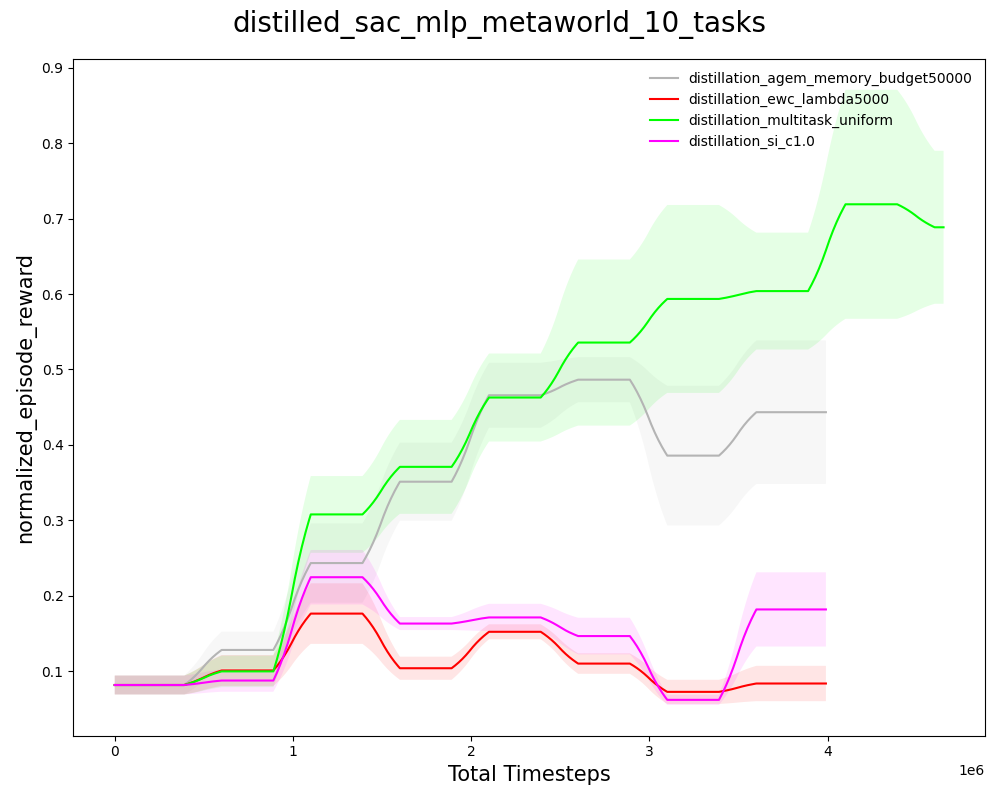 distilled_sac_mlp_metaworld_10_tasks
distillation_agem_memory_budget50000
distillation_ewc_lambda5000
distillation_multitask_uniform
distillation_si_c1.0
normalized_episode_reward
0.9
0.8
0.7
0.6
0.5
0.4
0.3
0.2
0.1
0
1
2
3
4
1e6
Total Timesteps